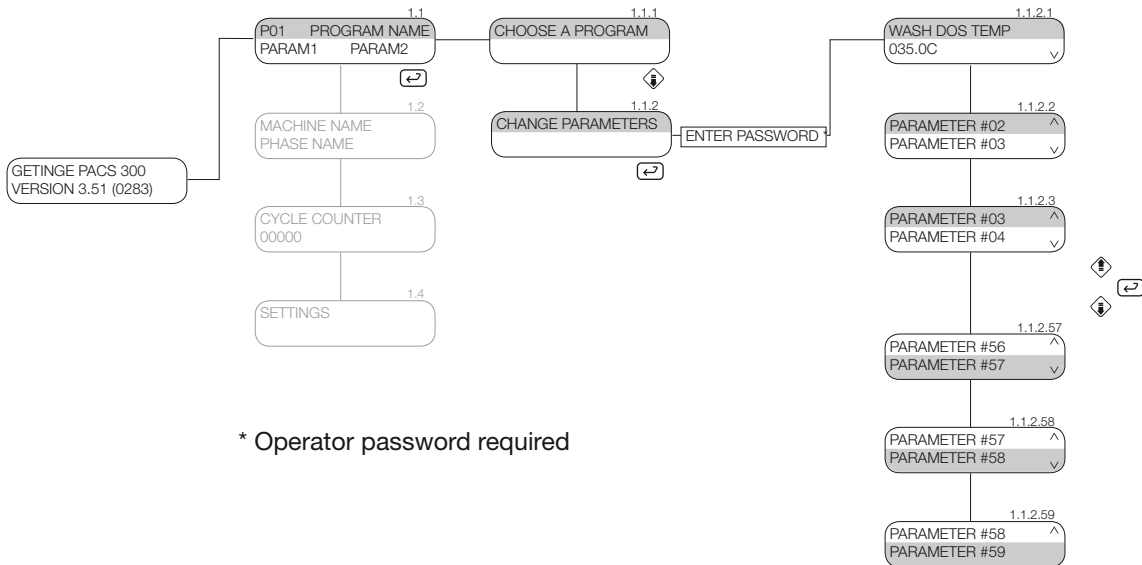 GETINGE PACS 300
VERSION 3.51 (0283)
1.1
P01 PROGRAM NAME
PARAM1 PARAM2
1.2
MACHINE NAME
PHASE NAME
1.3
CYCLE COUNTER
00000
1.4
SETTINGS
1.1.1
CHOOSE A PROGRAM
1.1.2
CHANGE PARAMETERS
ENTER PASSWORD *
1.1.2.1
WASH DOS TEMP
035.0C
1.1.2.2
PARAMETER #02
PARAMETER #03
1.1.2.3
PARAMETER #03
PARAMETER #04
1.1.2.57
PARAMETER #56
PARAMETER #57
1.1.2.58
PARAMETER #57
PARAMETER #58
1.1.2.59
PARAMETER #58
PARAMETER #59
* Operator password required